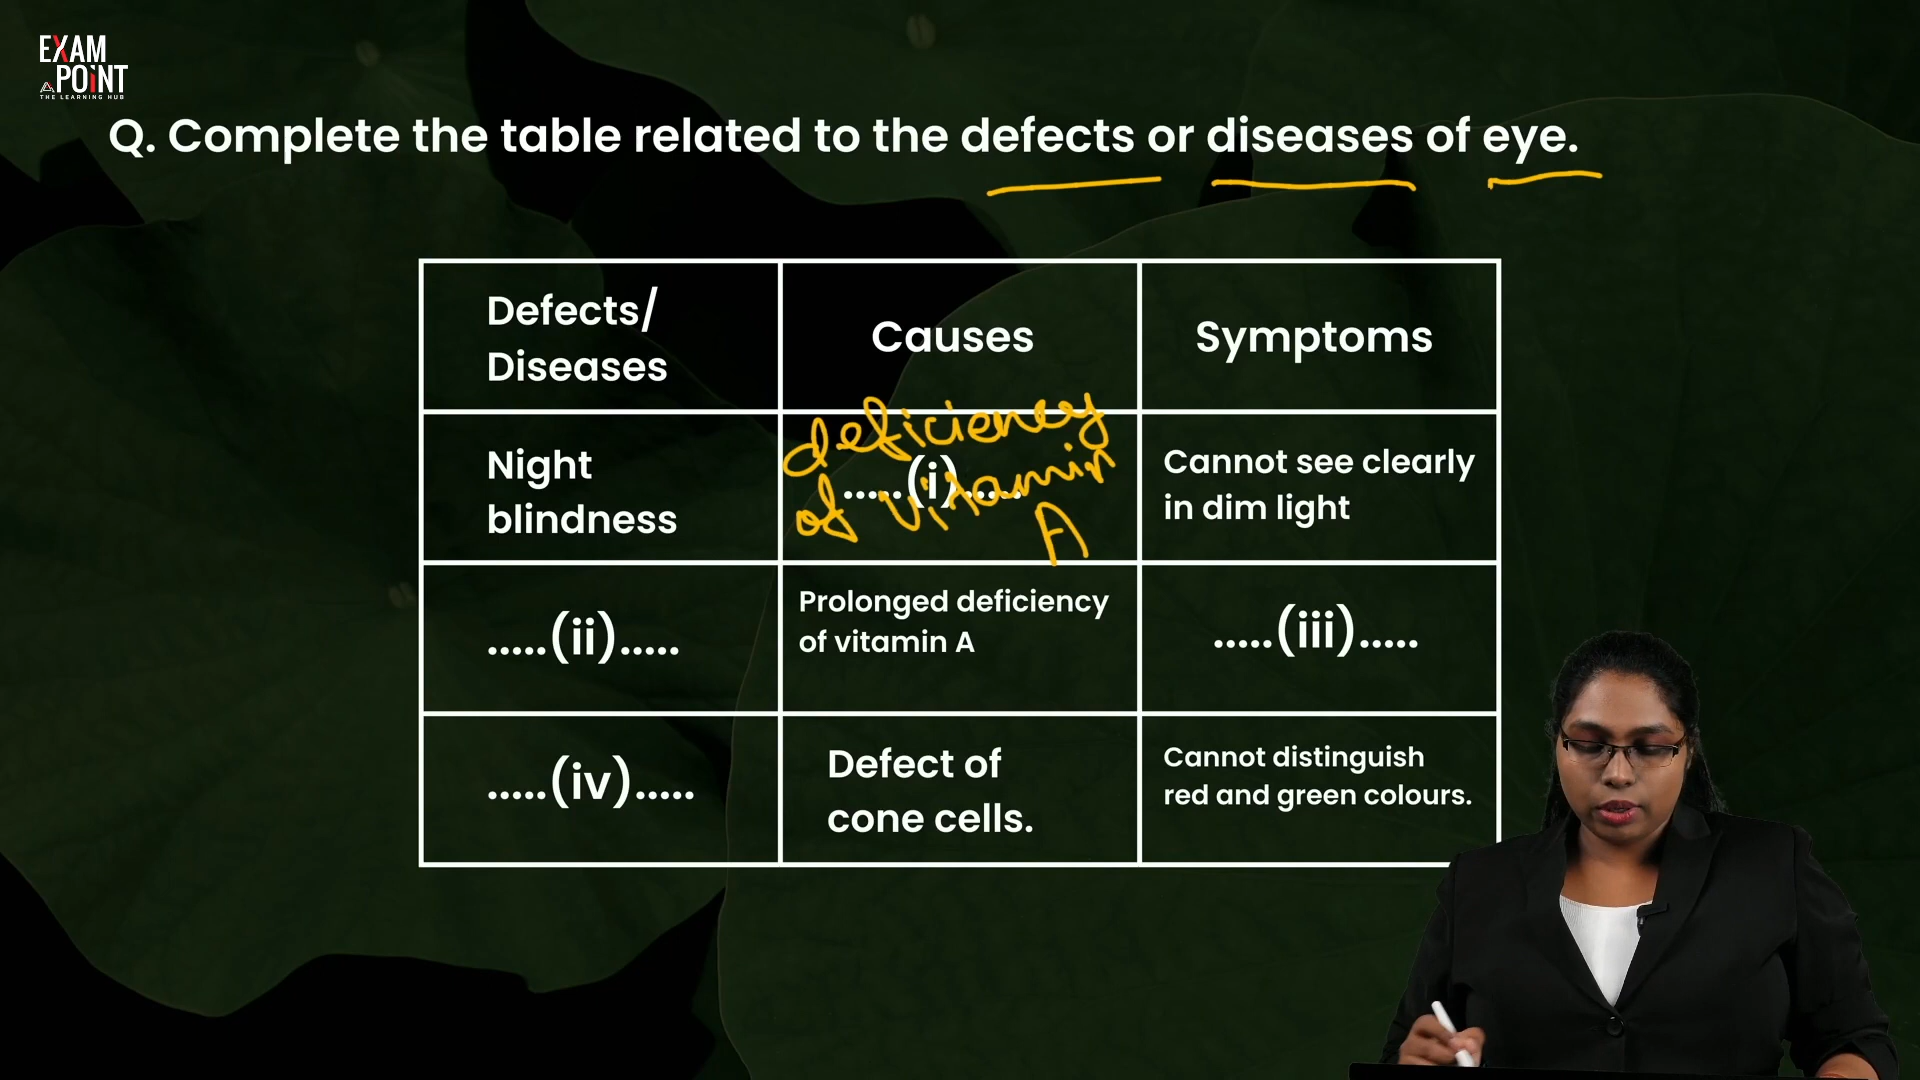 EXAM
POINT
THE LEARNING HUB
Q. Complete the table related to the defects or diseases of eye.
Defects/
Diseases
Causes
Symptoms
Night
blindness
deficiency
.....(i).....
of vitamin
A
Cannot see clearly
in dim light
.....(ii).....
Prolonged deficiency
of vitamin A
.....(iii).....
.....(iv).....
Defect of
cone cells.
Cannot distinguish
red and green colours.